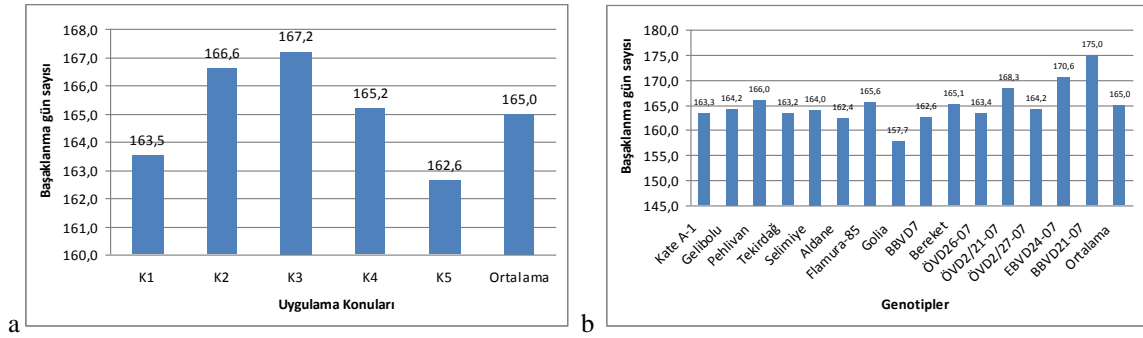 168,0
167,0
166,0
165,0
164,0
163,0
162,0
161,0
160,0
Başaklanma gün sayısı
163,5
166,6
167,2
165,2
162,6
165,0
K1 K2 K3 K4 K5 Ortalama
Uygulama Konuları
a
180,0
175,0
170,0
165,0
160,0
155,0
150,0
145,0
Başaklanma gün sayısı
163,3
164,2
166,0
163,2
164,0
162,4
165,6
157,7
162,6
165,1
163,4
168,3
164,2
170,6
175,0
165,0
Kate A-1
Gelibolu
Pehlivan
Tekirdağ
Selimiye
Aldane
Flamura-85
Golia
BBVD7
Bereket
ÖVD26-07
ÖVD2/21-07
ÖVD2/27-07
EBVD24-07
BBVD21-07
Ortalama
Genotipler
b